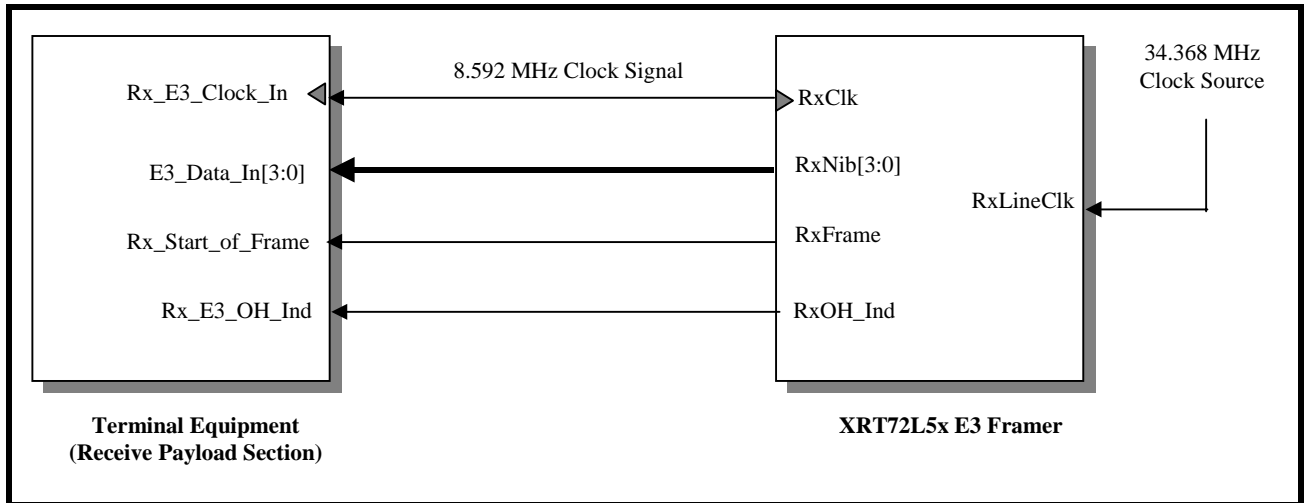 34.368 MHz
Clock Source
8.592 MHz Clock Signal
Rx_E3_Clock_In
RxClk
E3_Data_In[3:0]
RxNib[3:0]
RxLineClk
Rx_Start_of_Frame
RxFrame
Rx_E3_OH_Ind
RxOH_Ind
Terminal Equipment
(Receive Payload Section)
XRT72L5x E3 Framer